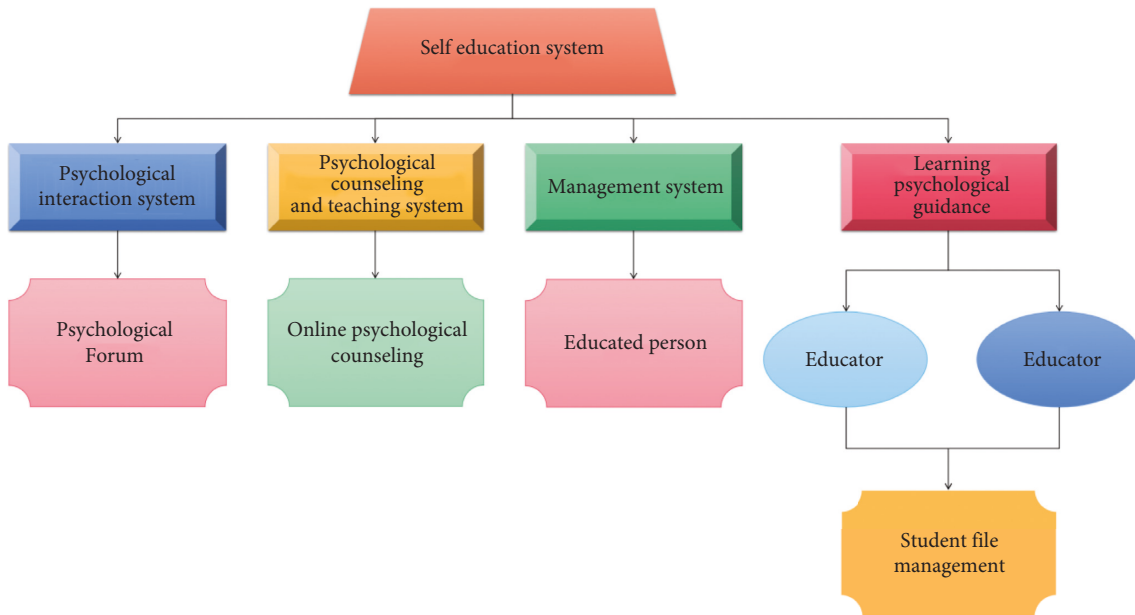 Self education system
Psychological
interaction system
Psychological
counseling
and teaching system
Management system
Learning
psychological
guidance
Psychological
Forum
Online psychological
counseling
Educated person
Educator
Educator
Student file
management